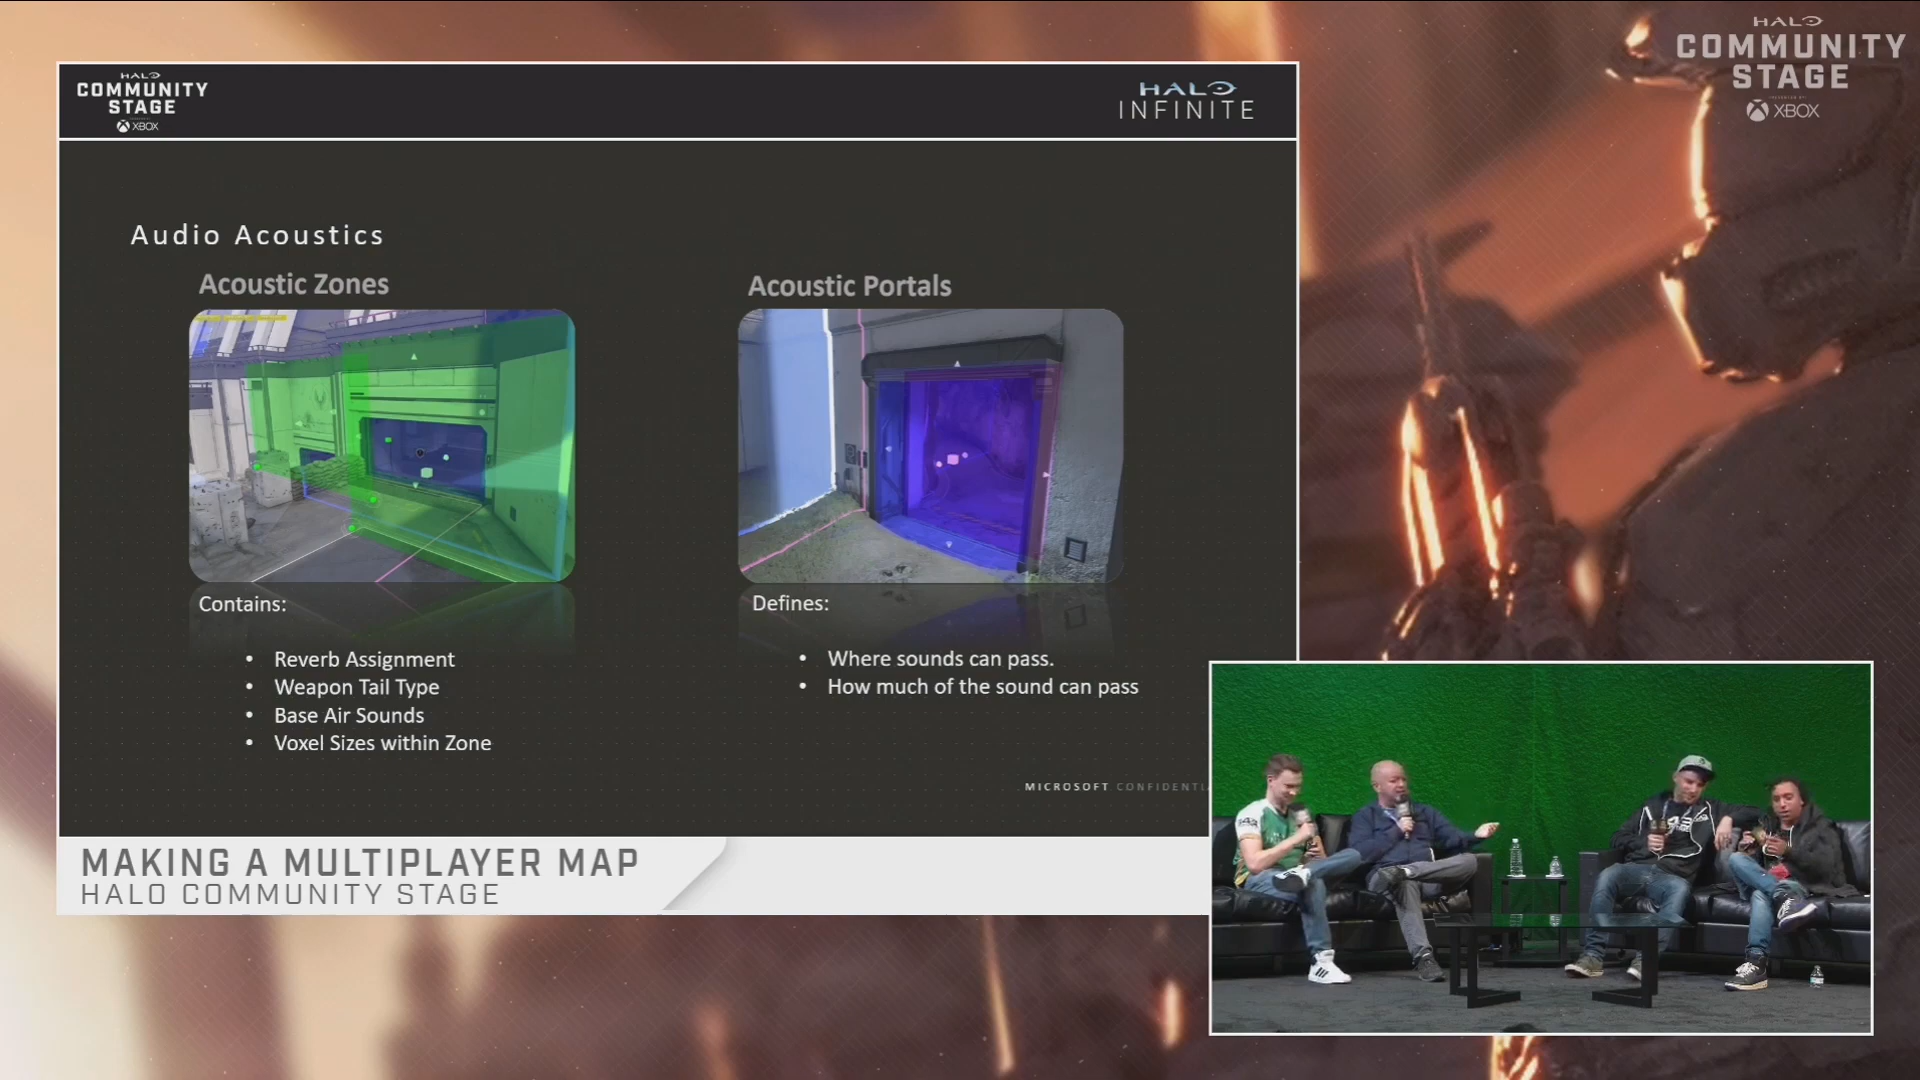 HALO
COMMUNITY
STAGE
XBOX
HALO
INFINITE
HALO
COMMUNITY
STAGE
XBOX
Audio Acoustics
Acoustic Zones
Contains:
• Reverb Assignment
• Weapon Tail Type
• Base Air Sounds
• Voxel Sizes within Zone
Acoustic Portals
Defines:
• Where sounds can pass.
• How much of the sound can pass
MICROSOFT CONFIDENTI
MAKING A MULTIPLAYER MAP
HALO COMMUNITY STAGE